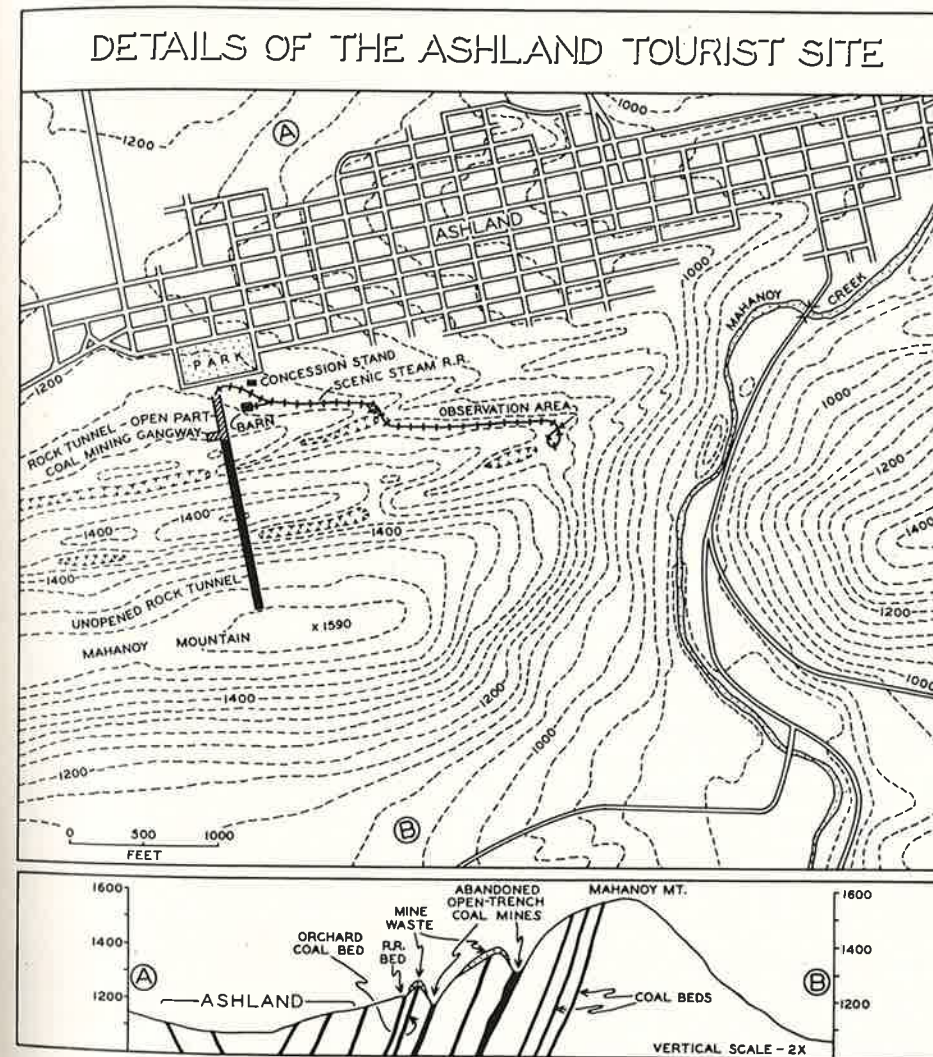 DETAILS OF THE ASHLAND TOURIST SITE
1200
A
1000
ASHLAND
1000
MAHANOY
CREEK
PARK
1200
CONCESSION STAND
SCENIC STEAM R.R.
1000
ROCK TUNNEL - OPEN PART
BARN
OBSERVATION AREA
COAL MINING GANGWAY
1200
1400
1400
1400
1400
1400
UNOPENED ROCK TUNNEL
1200
MAHANOY MOUNTAIN
x 1590
1000
1400
1200
1000
1200
0 500 1000
FEET
B
1600
ABANDONED
OPEN-TRENCH
COAL MINES
MAHANOY MT.
1600
MINE
WASTE
1400
ORCHARD
COAL BED
R.R.
BED
1400
A
1200
ASHLAND
COAL BEDS
B
1200
VERTICAL SCALE - 2X